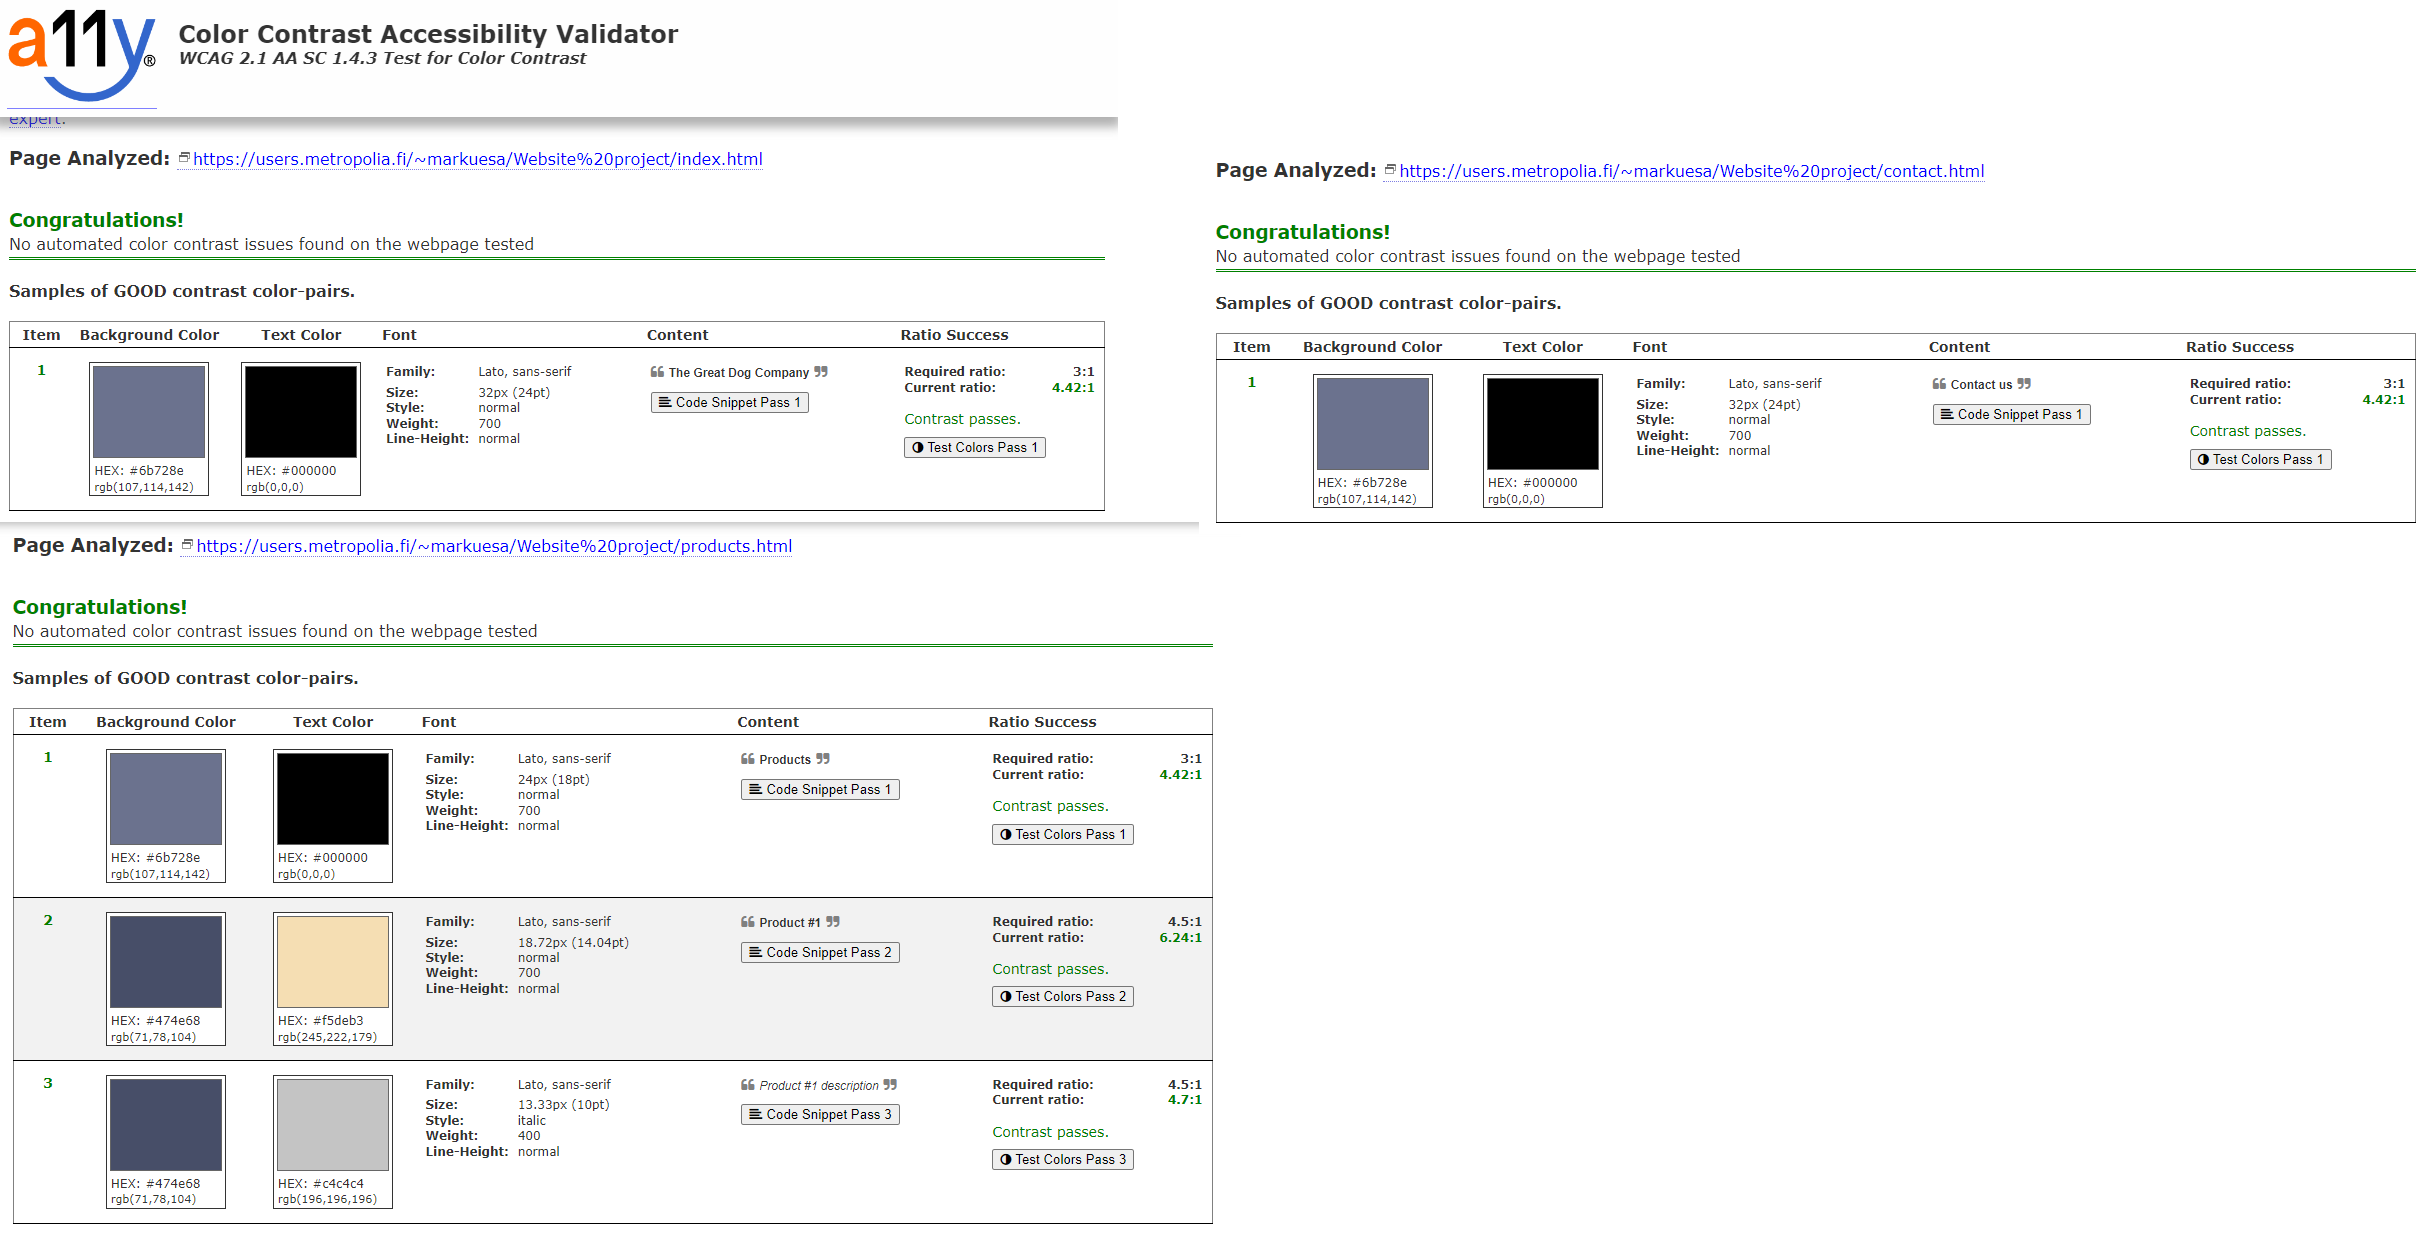 a11y®
Color Contrast Accessibility Validator
WCAG 2.1 AA SC 1.4.3 Test for Color Contrast
expert.
Page Analyzed: https://users.metropolia.fi/~markuesa/Website%20project/index.html
Congratulations!
No automated color contrast issues found on the webpage tested
Samples of GOOD contrast color-pairs.
Item Background Color Text Color Font Content Ratio Success
1
HEX: #6b728e
rgb(107,114,142)
HEX: #000000
rgb(0,0,0)
Family: Lato, sans-serif
Size: 32px (24pt)
Style: normal
Weight: 700
Line-Height: normal
❝ The Great Dog Company ❞
Code Snippet Pass 1
Required ratio: 3:1
Current ratio: 4.42:1
Contrast passes.
Test Colors Pass 1
Page Analyzed: https://users.metropolia.fi/~markuesa/Website%20project/contact.html
Congratulations!
No automated color contrast issues found on the webpage tested
Samples of GOOD contrast color-pairs.
Item Background Color Text Color Font Content Ratio Success
1
HEX: #6b728e
rgb(107,114,142)
HEX: #000000
rgb(0,0,0)
Family: Lato, sans-serif
Size: 32px (24pt)
Style: normal
Weight: 700
Line-Height: normal
❝ Contact us ❞
Code Snippet Pass 1
Required ratio: 3:1
Current ratio: 4.42:1
Contrast passes.
Test Colors Pass 1
Page Analyzed: https://users.metropolia.fi/~markuesa/Website%20project/products.html
Congratulations!
No automated color contrast issues found on the webpage tested
Samples of GOOD contrast color-pairs.
Item Background Color Text Color Font Content Ratio Success
1
HEX: #6b728e
rgb(107,114,142)
HEX: #000000
rgb(0,0,0)
Family: Lato, sans-serif
Size: 24px (18pt)
Style: normal
Weight: 700
Line-Height: normal
❝ Products ❞
Code Snippet Pass 1
Required ratio: 3:1
Current ratio: 4.42:1
Contrast passes.
Test Colors Pass 1
2
HEX: #474e68
rgb(71,78,104)
HEX: #f5deb3
rgb(245,222,179)
Family: Lato, sans-serif
Size: 18.72px (14.04pt)
Style: normal
Weight: 700
Line-Height: normal
❝ Product #1 ❞
Code Snippet Pass 2
Required ratio: 4.5:1
Current ratio: 6.24:1
Contrast passes.
Test Colors Pass 2
3
HEX: #474e68
rgb(71,78,104)
HEX: #c4c4c4
rgb(196,196,196)
Family: Lato, sans-serif
Size: 13.33px (10pt)
Style: italic
Weight: 400
Line-Height: normal
❝ Product #1 description ❞
Code Snippet Pass 3
Required ratio: 4.5:1
Current ratio: 4.7:1
Contrast passes.
Test Colors Pass 3